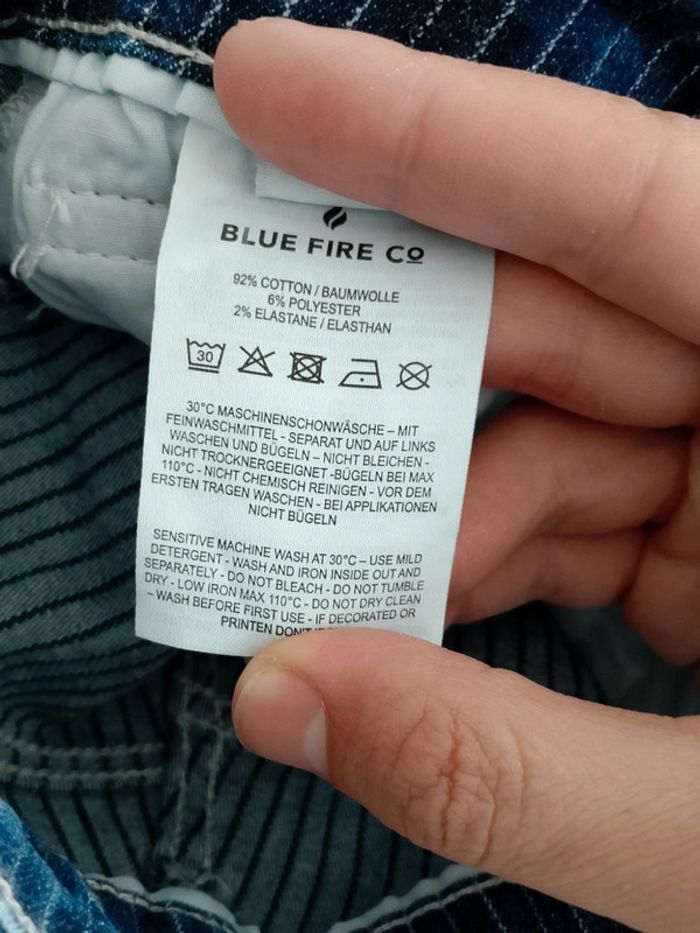 BLUE FIRE Co
92% COTTON / BAUMWOLLE
6% POLYESTER
2% ELASTANE / ELASTHAN
30
30°C MASCHINENSCHONWÄSCHE – MIT
FEINWASCHMITTEL - SEPARAT UND AUF LINKS
WASCHEN UND BÜGELN – NICHT BLEICHEN -
NICHT TROCKNERGEEIGNET -BÜGELN BEI MAX
110°C - NICHT CHEMISCH REINIGEN - VOR DEM
ERSTEN TRAGEN WASCHEN - BEI APPLIKATIONEN
NICHT BÜGELN
SENSITIVE MACHINE WASH AT 30°C – USE MILD
DETERGENT - WASH AND IRON INSIDE OUT AND
SEPARATELY - DO NOT BLEACH - DO NOT TUMBLE
DRY - LOW IRON MAX 110°C - DO NOT DRY CLEAN
– WASH BEFORE FIRST USE - IF DECORATED OR
PRINTEN DON'T